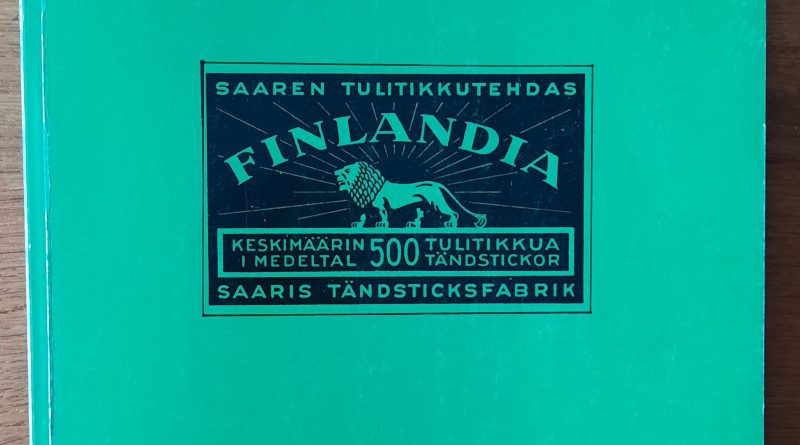 SAAREN TULITIKKUTEHDAS
FINLANDIA
KESKIMÄÄRIN 500 TULITIKKUA
I MEDELTAL TÄNDSTICKOR
SAARIS TÄNDSTICKSFABRIK